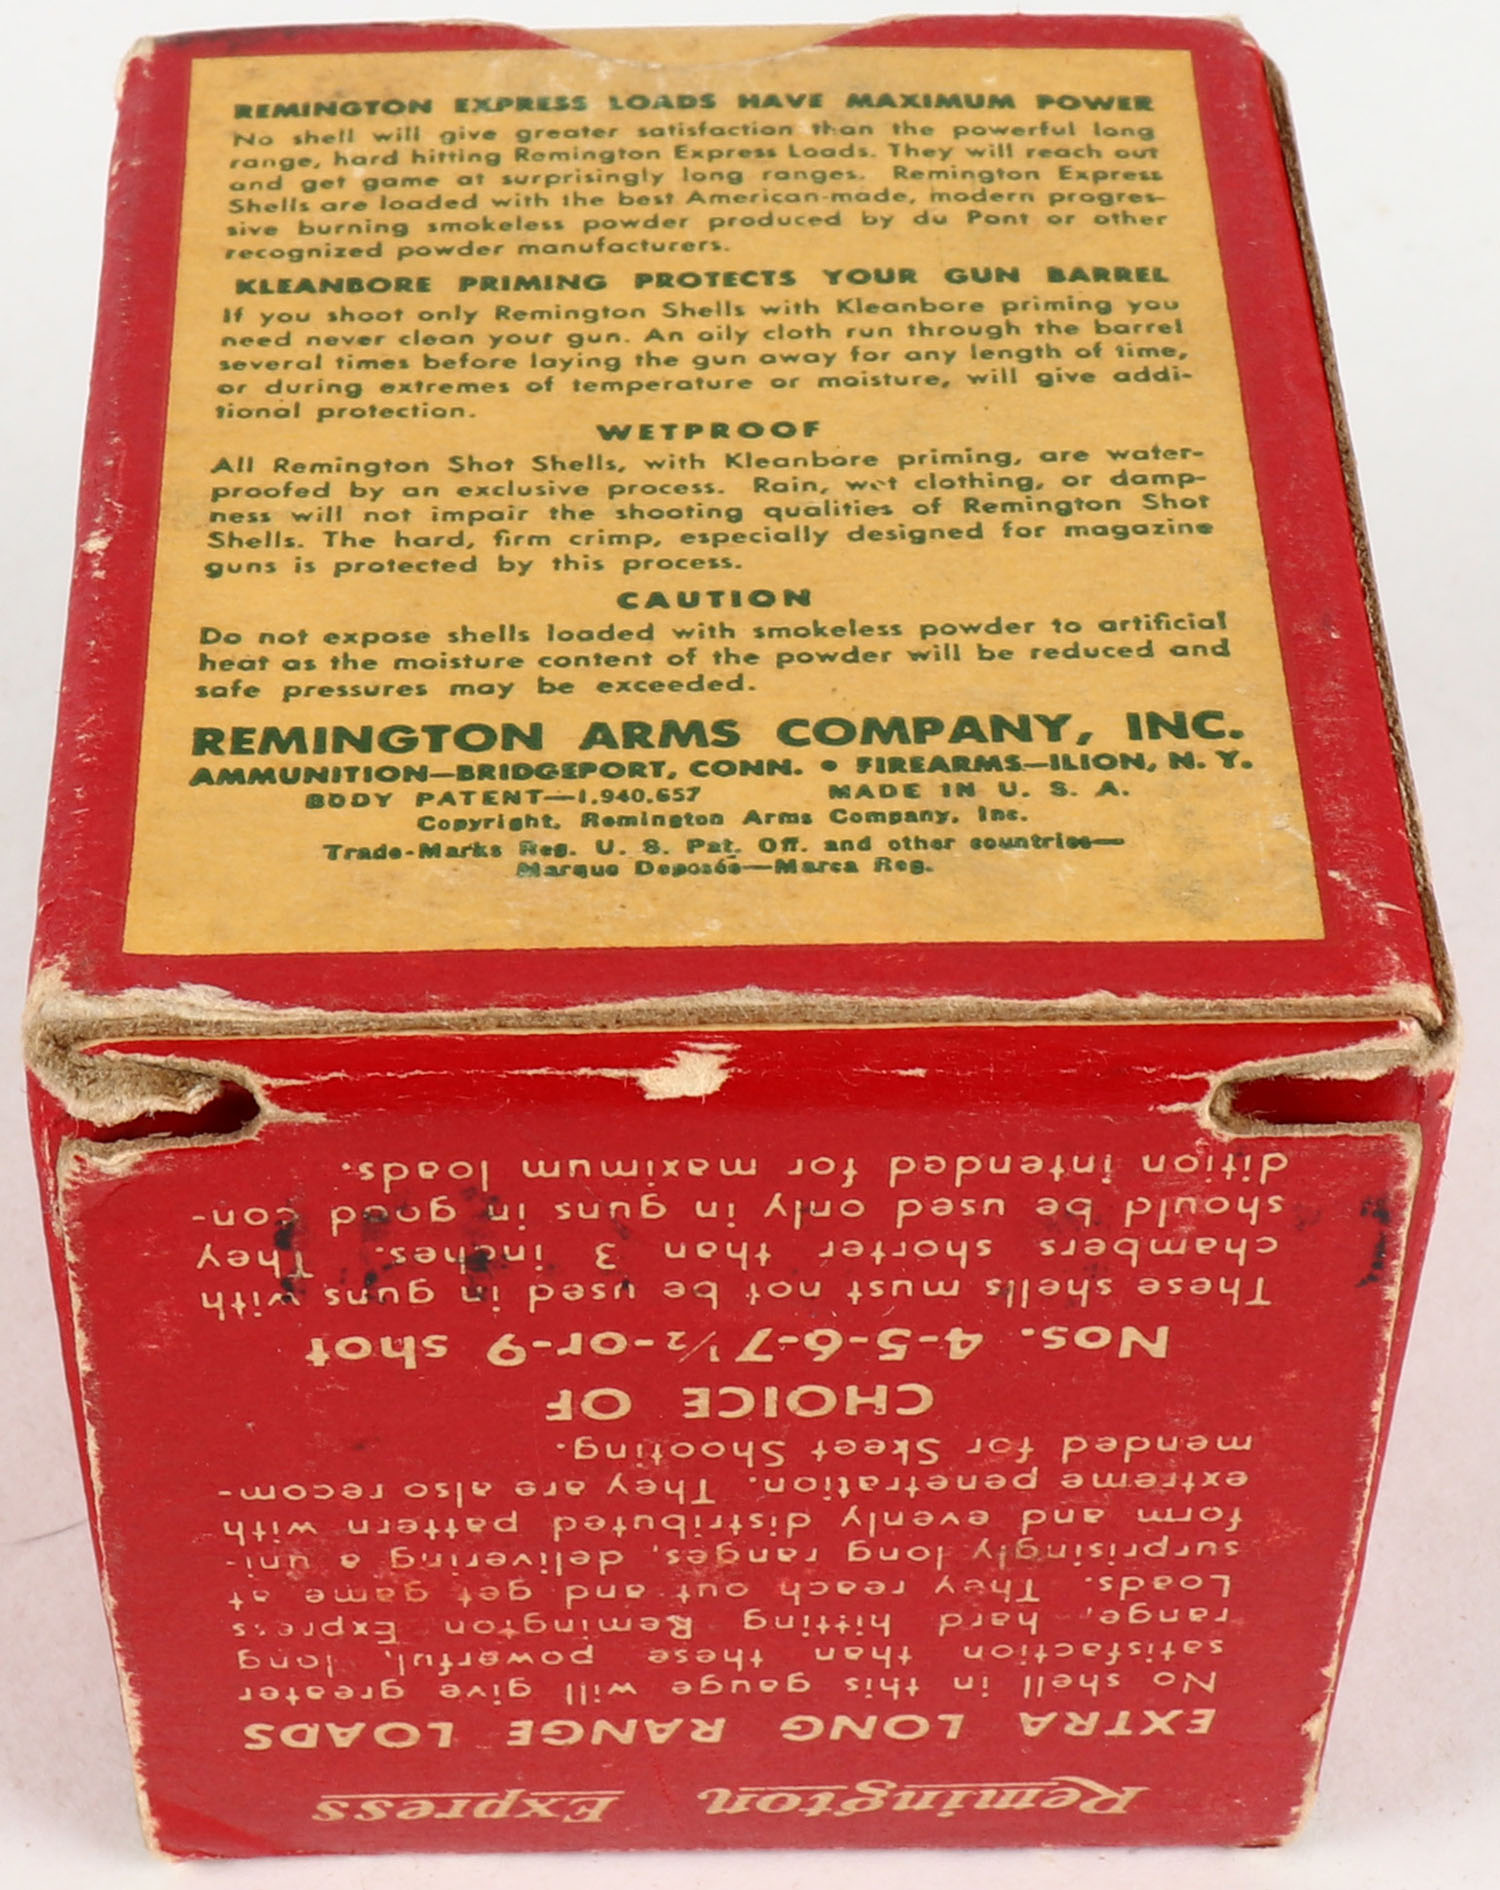 REMINGTON EXPRESS LOADS HAVE MAXIMUM POWER
No shell will give greater satisfaction than the powerful long
range, hard hitting Remington Express Loads. They will reach out
and get game at surprisingly long ranges. Remington Express
Shells are loaded with the best American-made, modern progres-
sive burning smokeless powder produced by du Pont or other
recognized powder manufacturers.
KLEANBORE PRIMING PROTECTS YOUR GUN BARREL
If you shoot only Remington Shells with Kleanbore priming you
need never clean your gun. An oily cloth run through the barrel
several times before laying the gun away for any length of time,
or during extremes of temperature or moisture, will give addi-
tional protection.
WETPROOF
All Remington Shot Shells, with Kleanbore priming, are water-
proofed by an exclusive process. Rain, wet clothing, or damp-
ness will not impair the shooting qualities of Remington Shot
Shells. The hard, firm crimp, especially designed for magazine
guns is protected by this process.
CAUTION
Do not expose shells loaded with smokeless powder to artificial
heat as the moisture content of the powder will be reduced and
safe pressures may be exceeded.
REMINGTON ARMS COMPANY, INC.
AMMUNITION—BRIDGEPORT, CONN. • FIREARMS—ILION, N. Y.
BODY PATENT—1,940,657 MADE IN U. S. A.
Copyright, Remington Arms Company, Inc.
Trade-Marks Reg. U. S. Pat. Off. and other countries—
Marque Deposée—Marca Reg.
Remington Express
EXTRA LONG RANGE LOADS
No shell in this gauge will give greater
satisfaction than these powerful, long
range, hard hitting Remington Express
Loads. They reach out and get game at
surprisingly long ranges, delivering a uni-
form and evenly distributed pattern with
extreme penetration. They are also recom-
mended for Skeet Shooting.
CHOICE OF
Nos. 4-5-6-7½-or-9 shot
These shells must not be used in guns with
chambers shorter than 3 inches. They
should be used only in guns in good con-
dition intended for maximum loads.